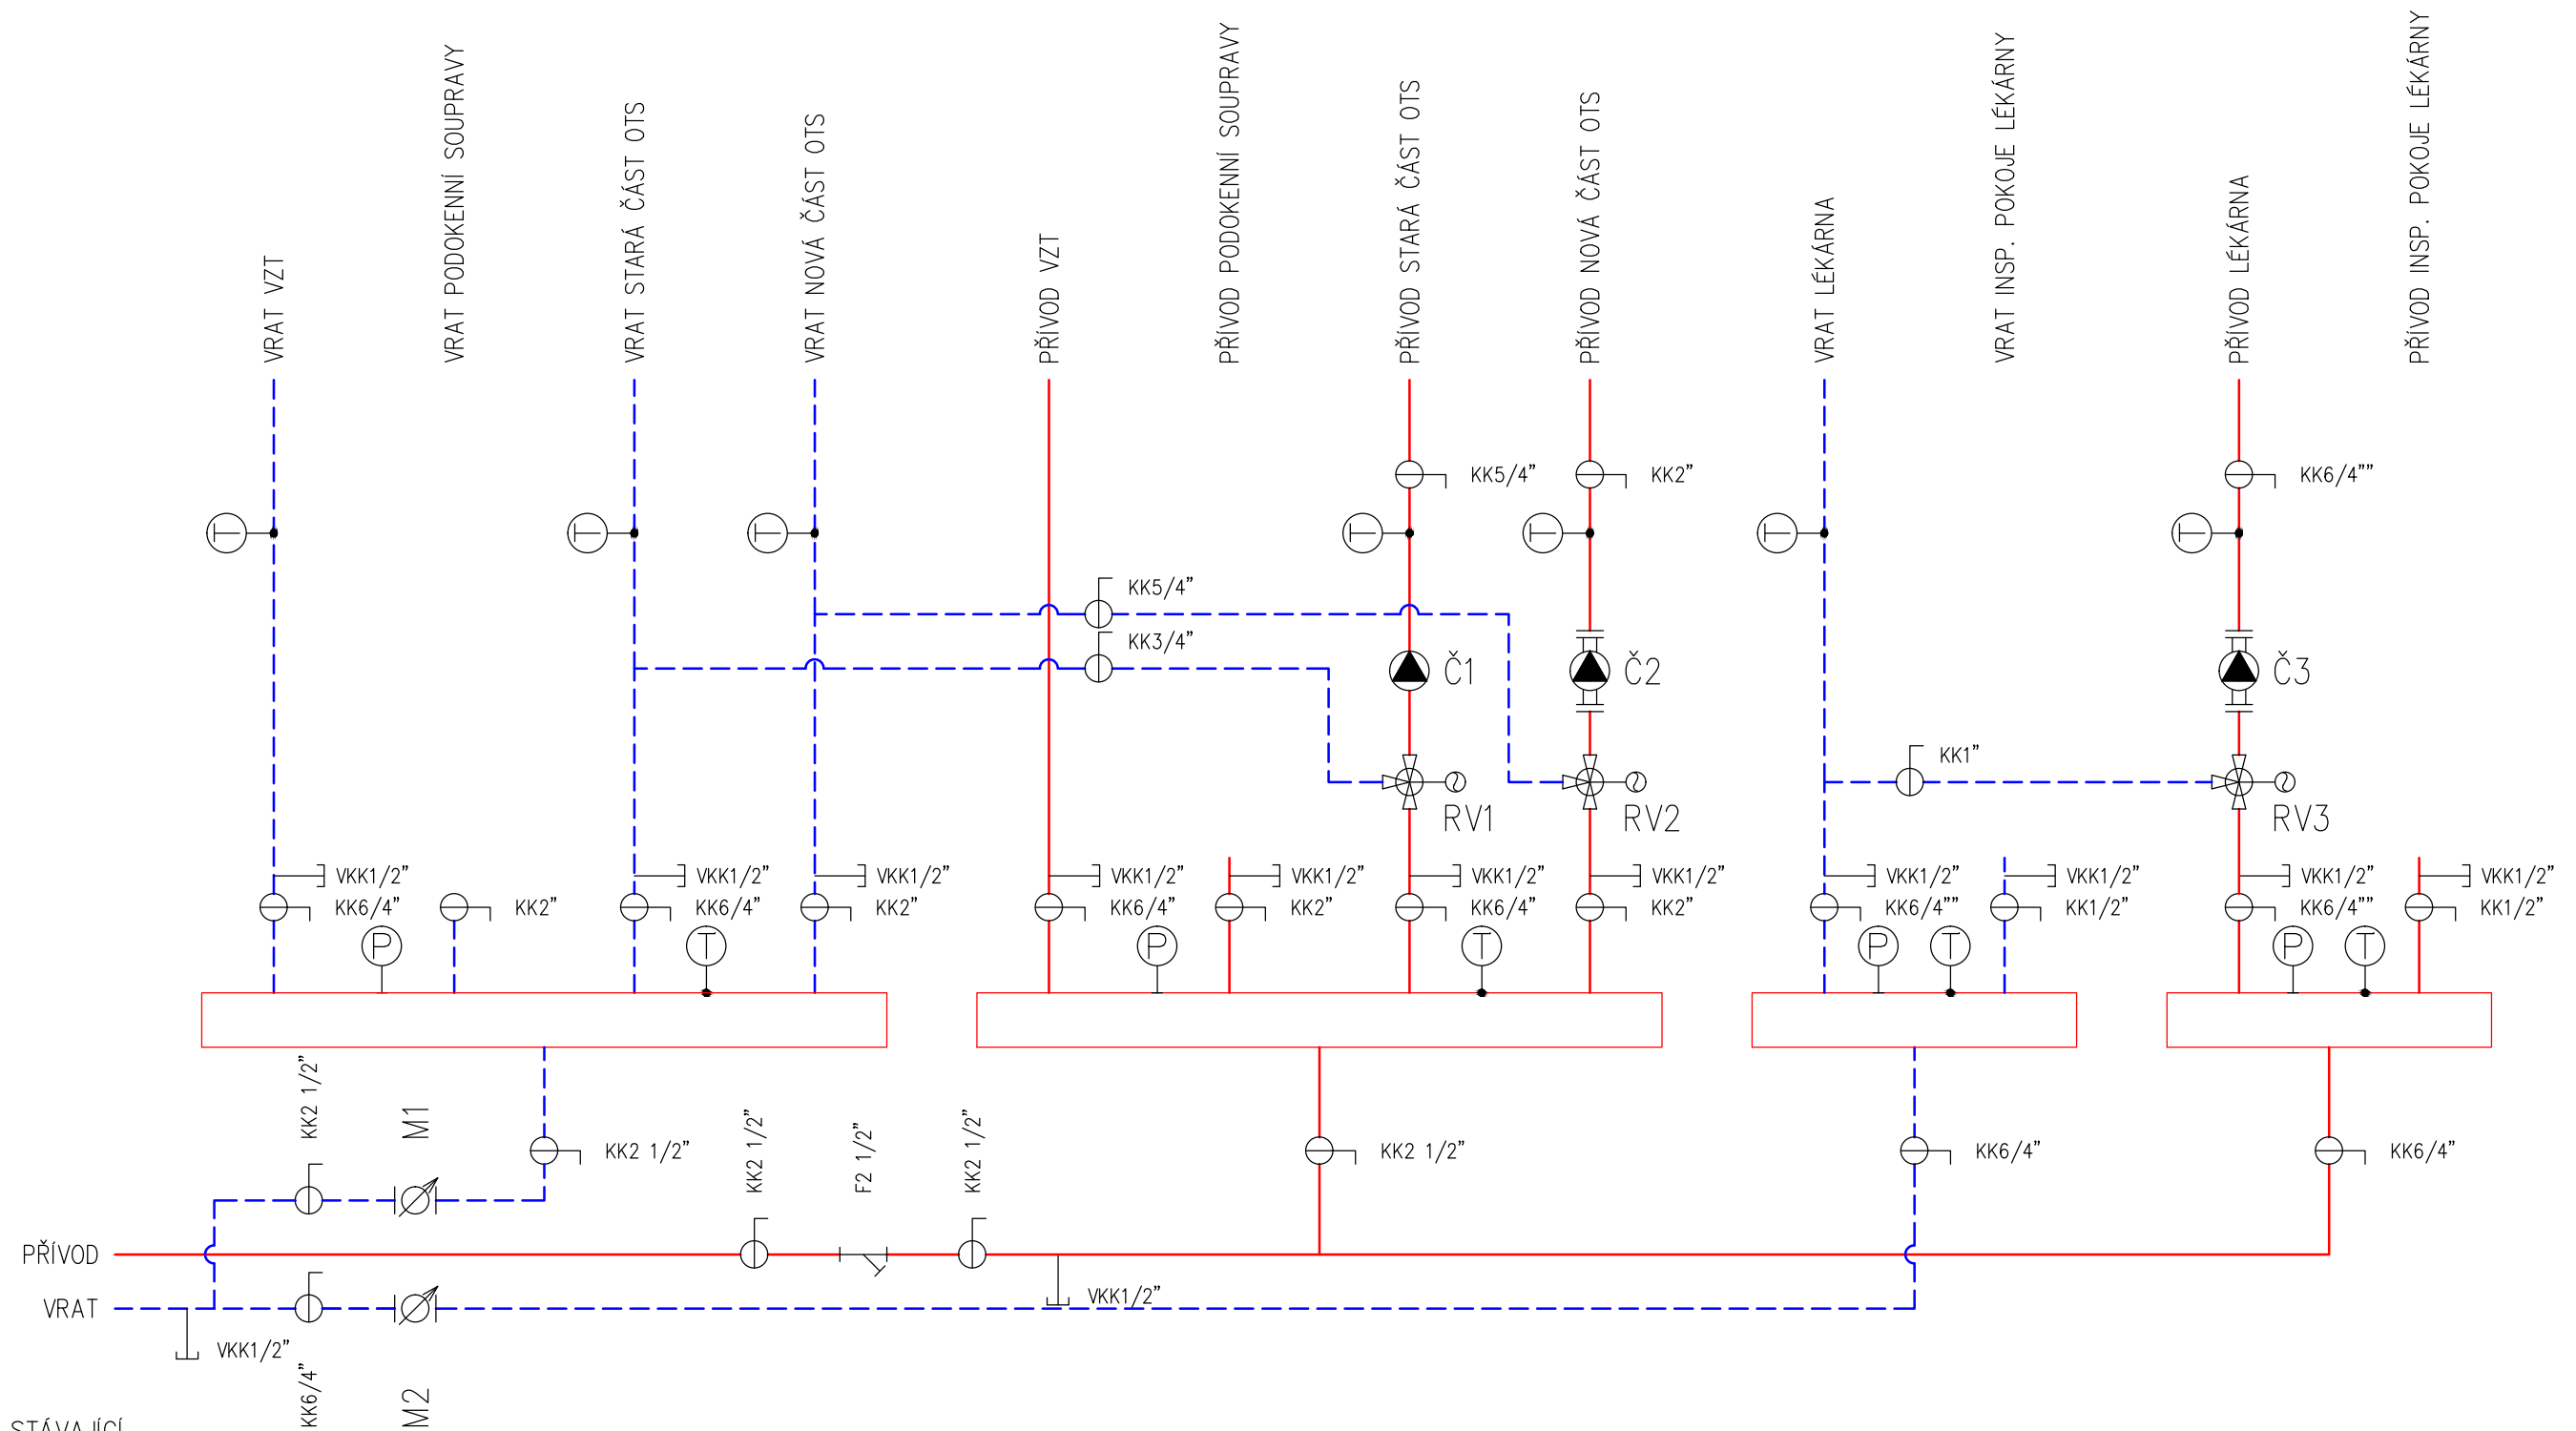 VRAT VZT
VRAT PODOKENNÍ SOUPRAVY
VRAT STARÁ ČÁST OTS
VRAT NOVÁ ČÁST OTS
PŘÍVOD VZT
PŘÍVOD PODOKENNÍ SOUPRAVY
PŘÍVOD STARÁ ČÁST OTS
PŘÍVOD NOVÁ ČÁST OTS
VRAT LÉKÁRNA
VRAT INSP. POKOJE LÉKÁRNY
PŘÍVOD LÉKÁRNA
PŘÍVOD INSP. POKOJE LÉKÁRNY
KK5/4"
KK2"
KK6/4""
T
T
T
T
T
T
T
KK5/4"
KK3/4"
Č1
Č2
Č3
KK1"
RV1
RV2
RV3
VKK1/2"
VKK1/2"
VKK1/2"
VKK1/2"
VKK1/2"
VKK1/2"
VKK1/2"
VKK1/2"
VKK1/2"
VKK1/2"
VKK1/2"
KK6/4"
KK2"
KK6/4"
KK2"
KK6/4"
KK2"
KK6/4"
KK2"
KK6/4""
KK1/2"
KK6/4""
KK1/2"
P
T
P
T
P
T
P
T
KK2 1/2"
M1
KK2 1/2"
KK2 1/2"
F2 1/2"
KK2 1/2"
KK2 1/2"
KK6/4"
KK6/4"
PŘÍVOD
VRAT
VKK1/2"
VKK1/2"
KK6/4"
M2
STÁVAJÍCÍ